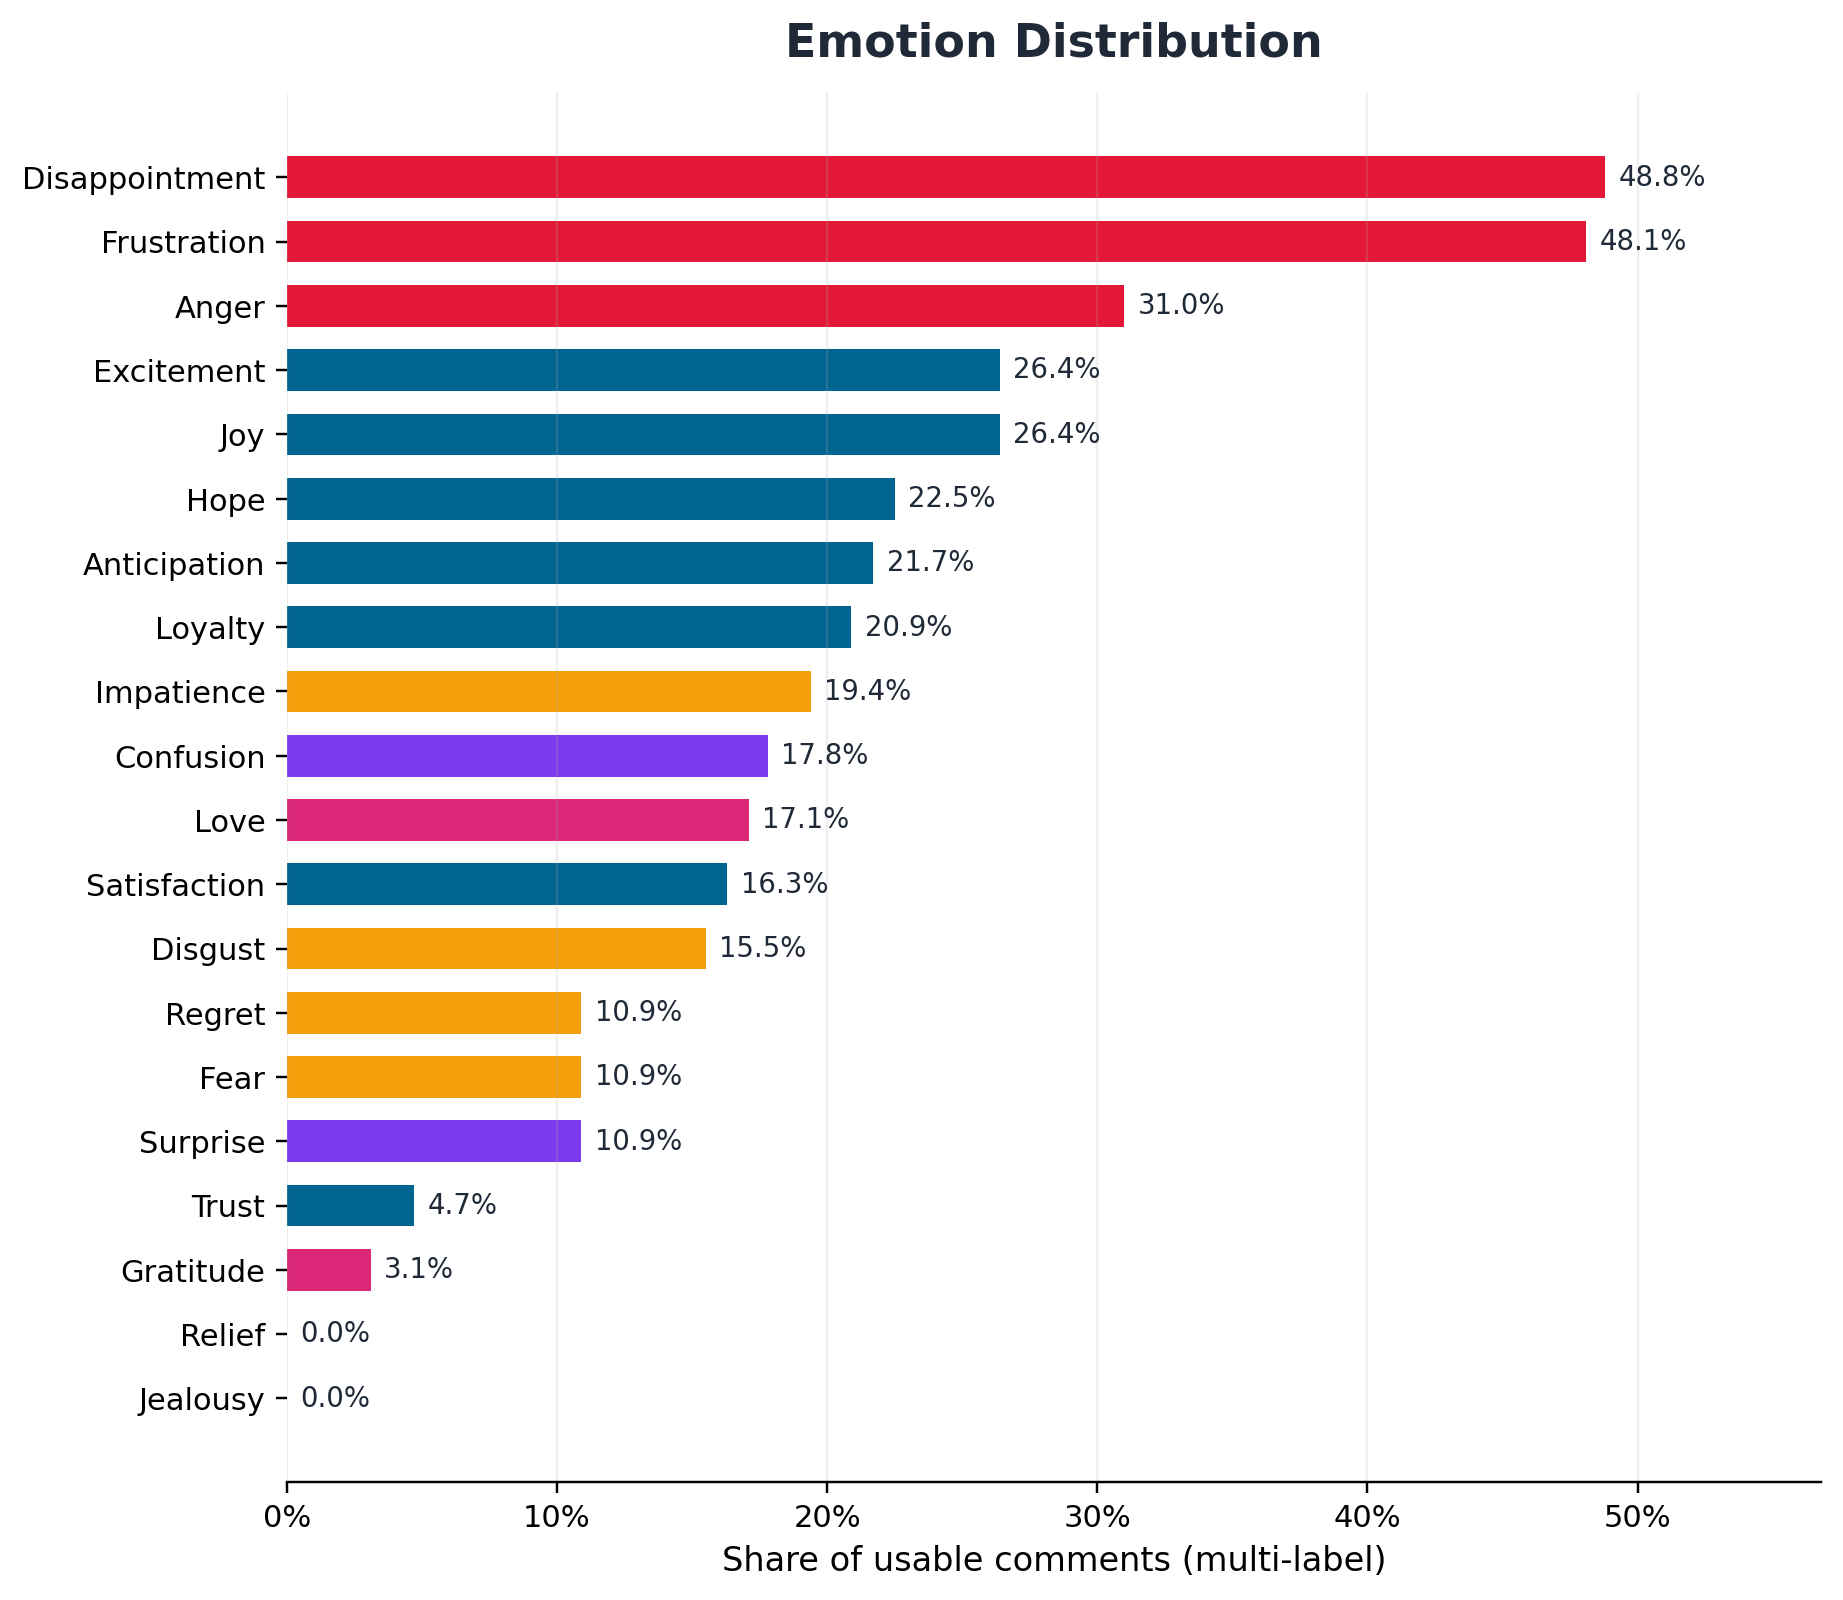 Emotion Distribution
Disappointment 48.8%
Frustration 48.1%
Anger 31.0%
Excitement 26.4%
Joy 26.4%
Hope 22.5%
Anticipation 21.7%
Loyalty 20.9%
Impatience 19.4%
Confusion 17.8%
Love 17.1%
Satisfaction 16.3%
Disgust 15.5%
Regret 10.9%
Fear 10.9%
Surprise 10.9%
Trust 4.7%
Gratitude 3.1%
Relief 0.0%
Jealousy 0.0%
0% 10% 20% 30% 40% 50%
Share of usable comments (multi-label)